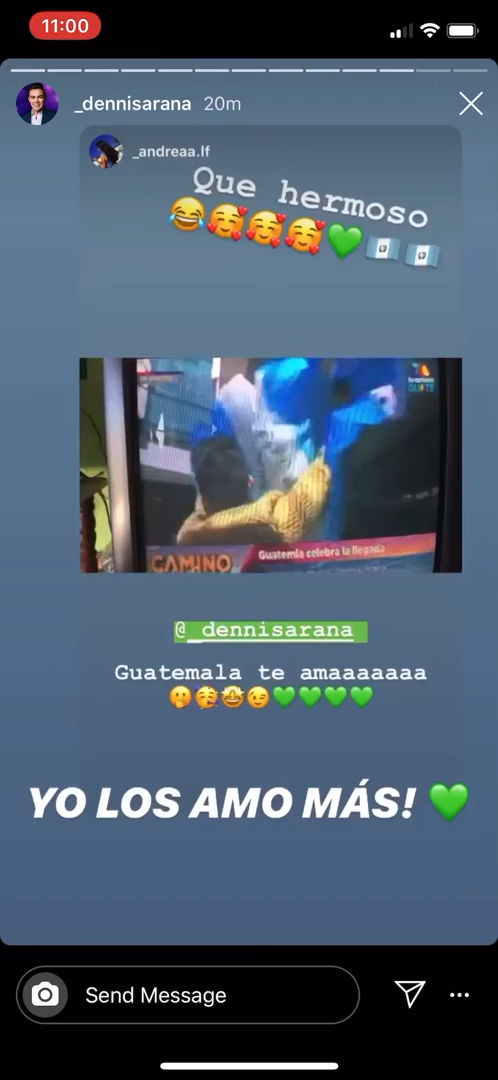 11:00
_dennisarana 20m
_andreaa.lf
Que hermoso
😂🥰🥰🥰💚🇬🇹🇬🇹
CAMINO
Guatemla celebra la llegada
@_dennisarana
Guatemala te amaaaaaaa
🤫🥳🤩😉💚💚💚💚
YO LOS AMO MÁS! 💚
Send Message